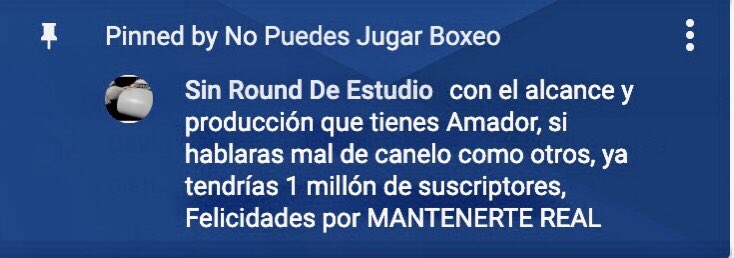 Pinned by No Puedes Jugar Boxeo
Sin Round De Estudio con el alcance y
producción que tienes Amador, si
hablaras mal de canelo como otros, ya
tendrías 1 millón de suscriptores,
Felicidades por MANTENERTE REAL